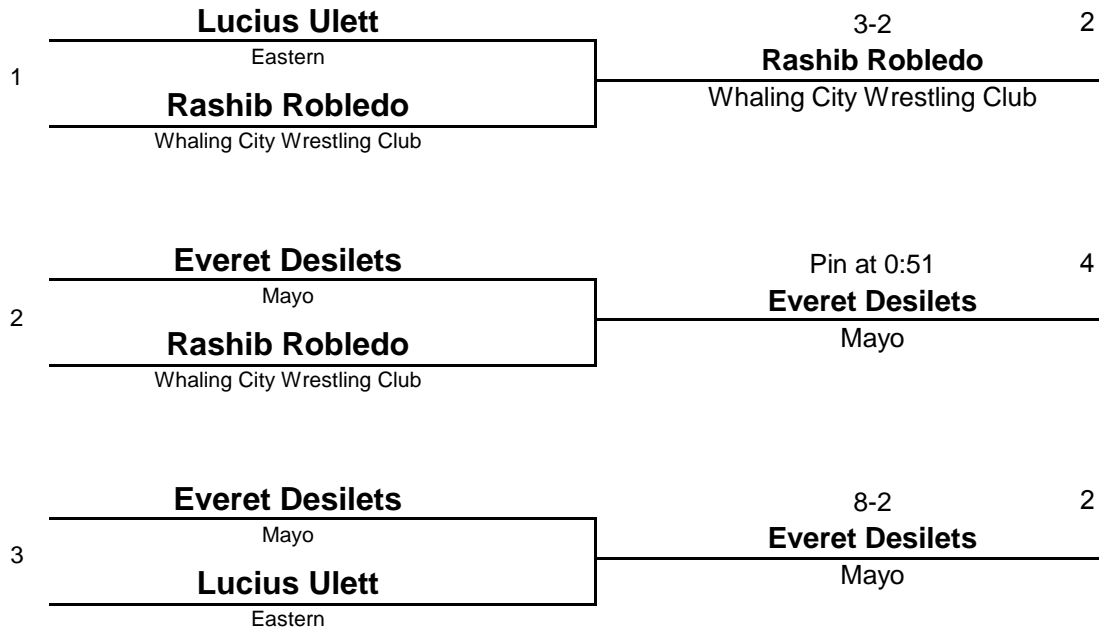 Lucius Ulett
3-2 2
Eastern
Rashib Robledo
1
Rashib Robledo
Whaling City Wrestling Club
Whaling City Wrestling Club
Everet Desilets
Pin at 0:51 4
Mayo
Everet Desilets
2
Rashib Robledo
Mayo
Whaling City Wrestling Club
Everet Desilets
8-2 2
Mayo
Everet Desilets
3
Lucius Ulett
Mayo
Eastern